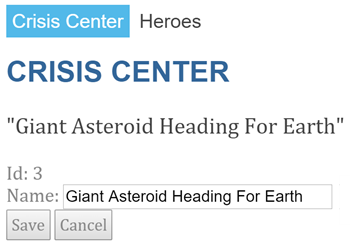 Crisis Center Heroes
CRISIS CENTER
"Giant Asteroid Heading For Earth"
Id: 3
Name: Giant Asteroid Heading For Earth
Save Cancel